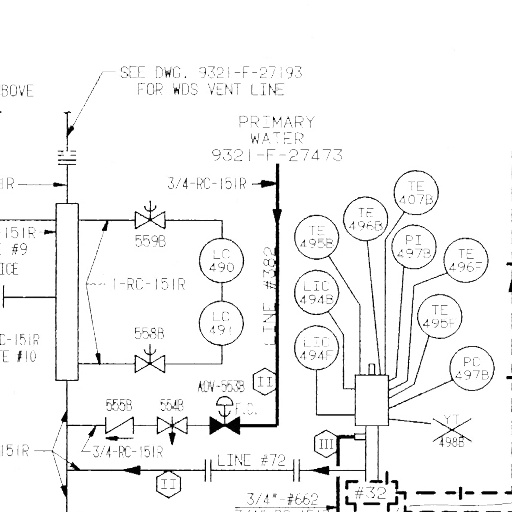 SEE DWG. 9321-F-27193
FOR WDS VENT LINE
BOVE
PRIMARY
WATER
9321-F-27473
3/4-RC-151R
1R
TE
407B
TE
496B
TE
495B
PI
497B
TE
496F
-151R
E #9
ICE
559B
LC
490
1-RC-151R
LINE #382
LIC
494B
TE
495F
LC
491
C-151R
TE #10
558B
LIC
494F
PC
497B
II
ADV-553B
F.O.
555B
554B
YT
498B
III
3/4-RC-151R
151R
LINE #72
II
3/4"-#662
#32